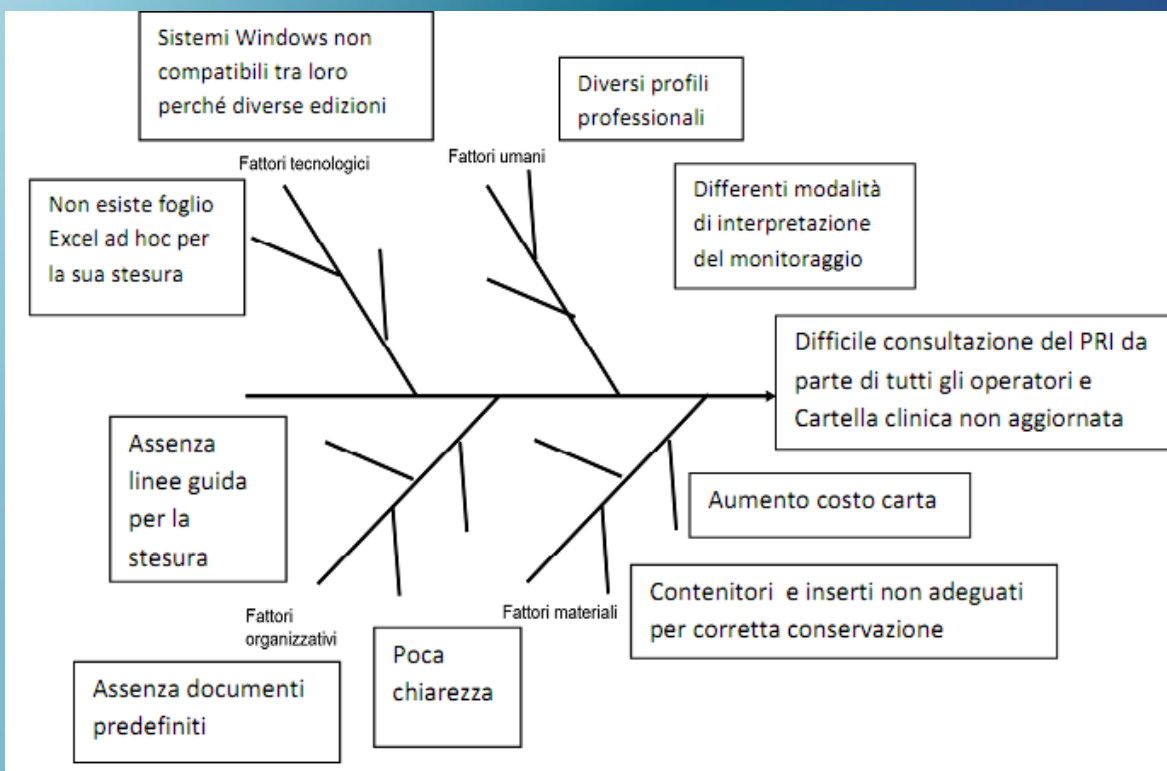 Sistemi Windows non
compatibili tra loro
perché diverse edizioni
Diversi profili
professionali
Fattori tecnologici
Fattori umani
Non esiste foglio
Excel ad hoc per
la sua stesura
Differenti modalità
di interpretazione
del monitoraggio
Difficile consultazione del PRI da
parte di tutti gli operatori e
Cartella clinica non aggiornata
Assenza
linee guida
per la
stesura
Aumento costo carta
Contenitori e inserti non adeguati
per corretta conservazione
Fattori
organizzativi
Fattori materiali
Poca
chiarezza
Assenza documenti
predefiniti